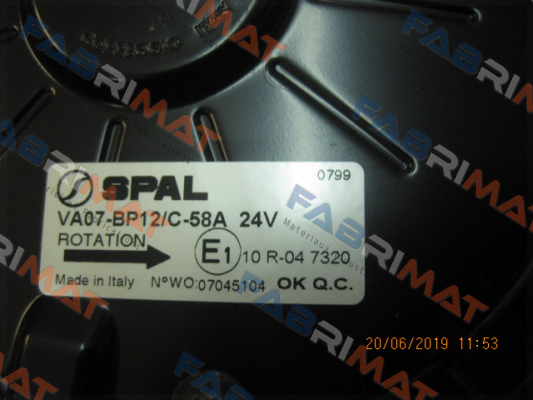 SPAL
0799
VA07-BP12/C-58A 24V
ROTATION
E1 10 R-04 7320
Made in Italy N°WO:07045104 OK Q.C.
20/06/2019 11:53
FABRIMAT
FABRIMAT
FABRIMAT
FABRIMAT
FABRIMAT